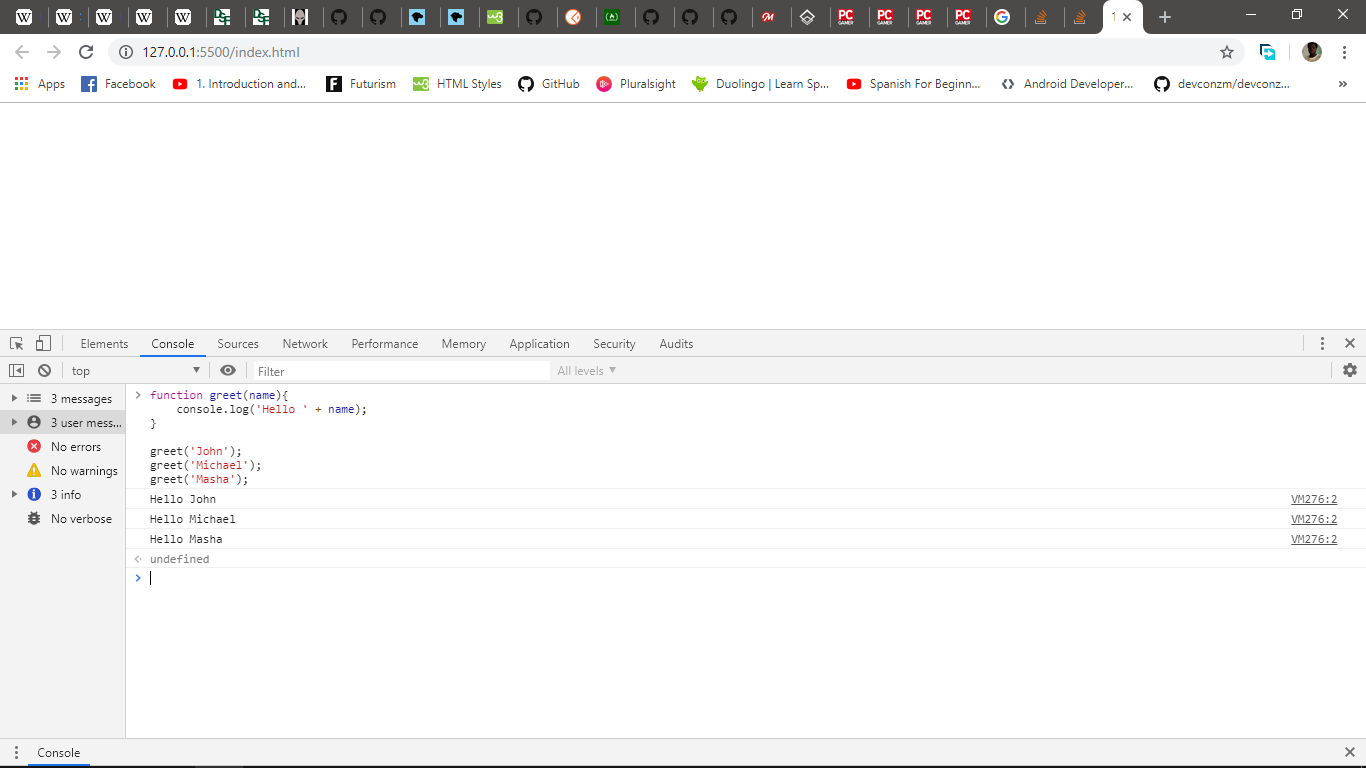 127.0.0.1:5500/index.html
Apps Facebook 1. Introduction and... Futurism HTML Styles GitHub Pluralsight Duolingo | Learn Sp... Spanish For Beginn... Android Developer... devconzm/devconz... »
Elements Console Sources Network Performance Memory Application Security Audits
top Filter All levels
3 messages
3 user mess...
No errors
No warnings
3 info
No verbose
function greet(name){
    console.log('Hello ' + name);
}
greet('John');
greet('Michael');
greet('Masha');
Hello John VM276:2
Hello Michael VM276:2
Hello Masha VM276:2
undefined
Console